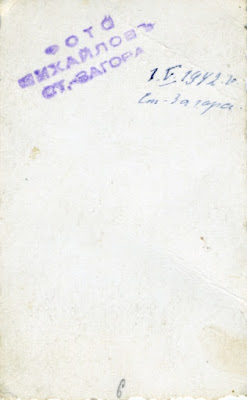 ФОТО
МИХАЙЛОВЪ
СТ.-ЗАГОРА
1.V.1942 г.
Ст-Загора.
6